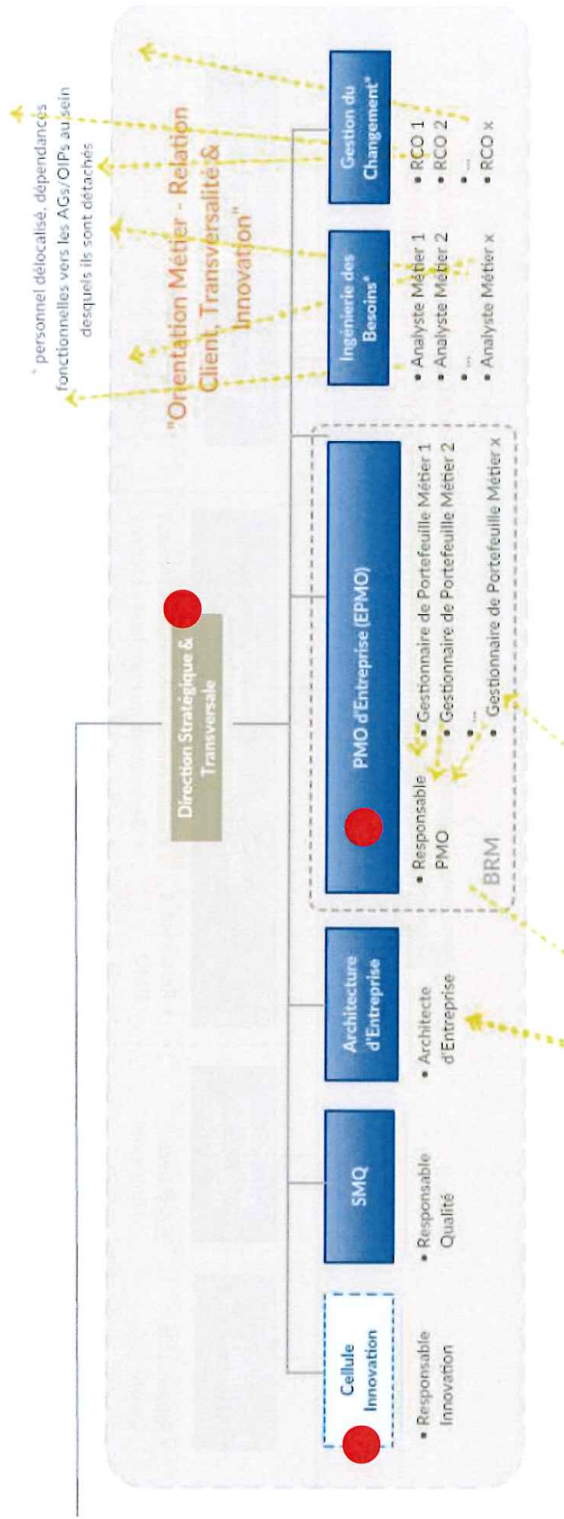 * personnel délocalisé, dépendances
fonctionnelles vers les AGs/OIPs au sein
desquels ils sont détachés
"Orientation Métier - Relation
Client, Transversalité &
Innovation"
Direction Stratégique &
Transversale
Cellule
Innovation
• Responsable
Innovation
SMQ
• Responsable
Qualité
Architecture
d'Entreprise
• Architecte
d'Entreprise
PMO d'Entreprise (EPMO)
• Responsable
PMO
• Gestionnaire de Portefeuille Métier 1
• Gestionnaire de Portefeuille Métier 2
• ...
• Gestionnaire de Portefeuille Métier x
BRM
Ingénierie des
Besoins*
• Analyste Métier 1
• Analyste Métier 2
• ...
• Analyste Métier x
Gestion du
Changement*
• RCO 1
• RCO 2
• ...
• RCO x